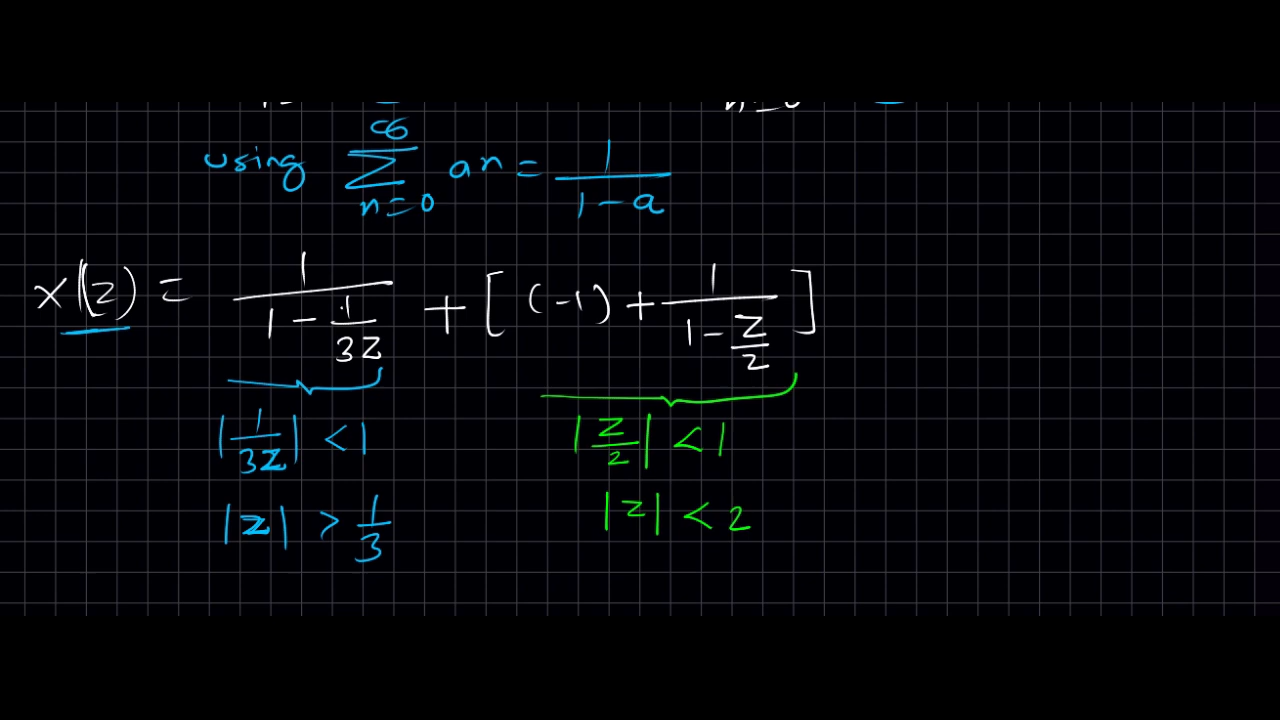 using ∞ ∑ n=0 an = 1/(1-a)
x(z) = 1/(1 - 1/3z) + [(-1) + 1/(1 - z/2)]
|1/3z| < 1 |z/2| < 1
|z| > 1/3 |z| < 2